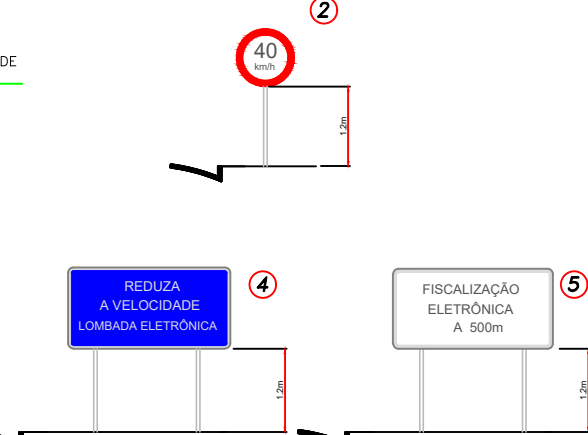 2
DE
40
km/h
1.2m
REDUZA
A VELOCIDADE
LOMBADA ELETRÔNICA
4
FISCALIZAÇÃO
ELETRÔNICA
A 500m
5
1.2m
1.2m